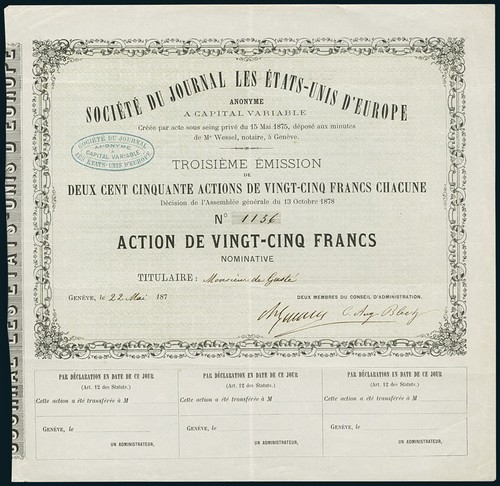 SOCIÉTÉ DU JOURNAL LES ÉTATS-UNIS D'EUROPE
ANONYME
A CAPITAL VARIABLE
Créée par acte sous seing privé du 15 Mai 1875, déposé aux minutes
de Me Wessel, notaire, à Genève.
SOCIÉTÉ DU JOURNAL
ANONYME
A
CAPITAL VARIABLE
LES ÉTATS-UNIS D'EUROPE
TROISIÈME ÉMISSION
DE
DEUX CENT CINQUANTE ACTIONS DE VINGT-CINQ FRANCS CHACUNE
Décision de l'Assemblée générale du 13 Octobre 1878
No 1136
ACTION DE VINGT-CINQ FRANCS
NOMINATIVE
TITULAIRE : Monsieur de Gasté
GENÈVE, le 22 Mai 187
DEUX MEMBRES DU CONSEIL D'ADMINISTRATION.
PAR DÉCLARATION EN DATE DE CE JOUR
(Art. 12 des Statuts.)
Cette action a été transférée à M
GENÈVE, le
UN ADMINISTRATEUR,
PAR DÉCLARATION EN DATE DE CE JOUR
(Art. 12 des Statuts.)
Cette action a été transférée à M
GENÈVE, le
UN ADMINISTRATEUR,
PAR DÉCLARATION EN DATE DE CE JOUR
(Art. 12 des Statuts.)
Cette action a été transférée à M
GENÈVE, le
UN ADMINISTRATEUR,